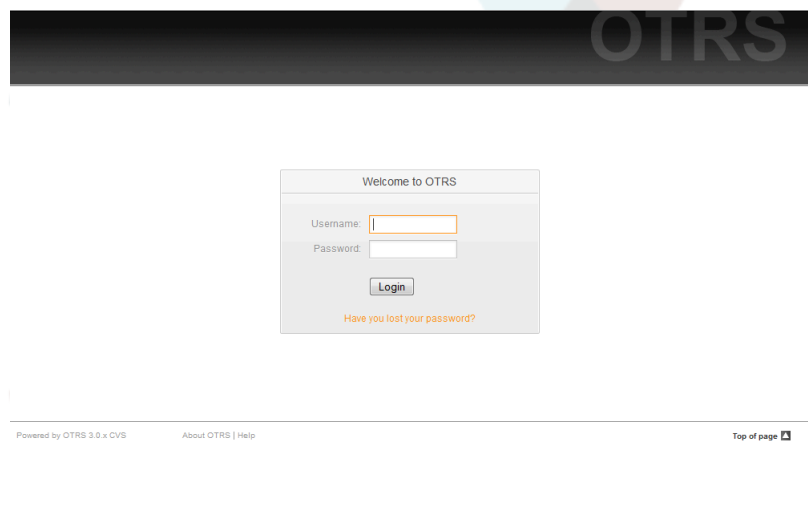 OTRS
Welcome to OTRS
Username:
Password:
Login
Have you lost your password?
Powered by OTRS 3.0.x CVS About OTRS | Help Top of page